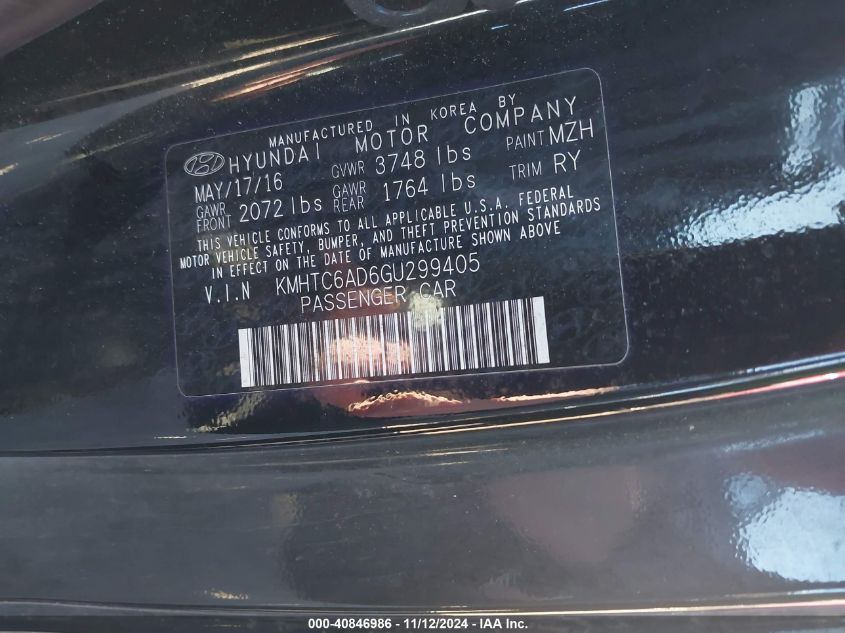 MANUFACTURED IN KOREA BY
HYUNDAI MOTOR COMPANY
MAY/17/16 GVWR 3748 lbs PAINT MZH
GAWR FRONT 2072 lbs GAWR REAR 1764 lbs TRIM RY
THIS VEHICLE CONFORMS TO ALL APPLICABLE U.S.A. FEDERAL
MOTOR VEHICLE SAFETY, BUMPER, AND THEFT PREVENTION STANDARDS
IN EFFECT ON THE DATE OF MANUFACTURE SHOWN ABOVE
V.I.N KMHTC6AD6GU299405
PASSENGER CAR
000-40846986 - 11/12/2024 - IAA Inc.